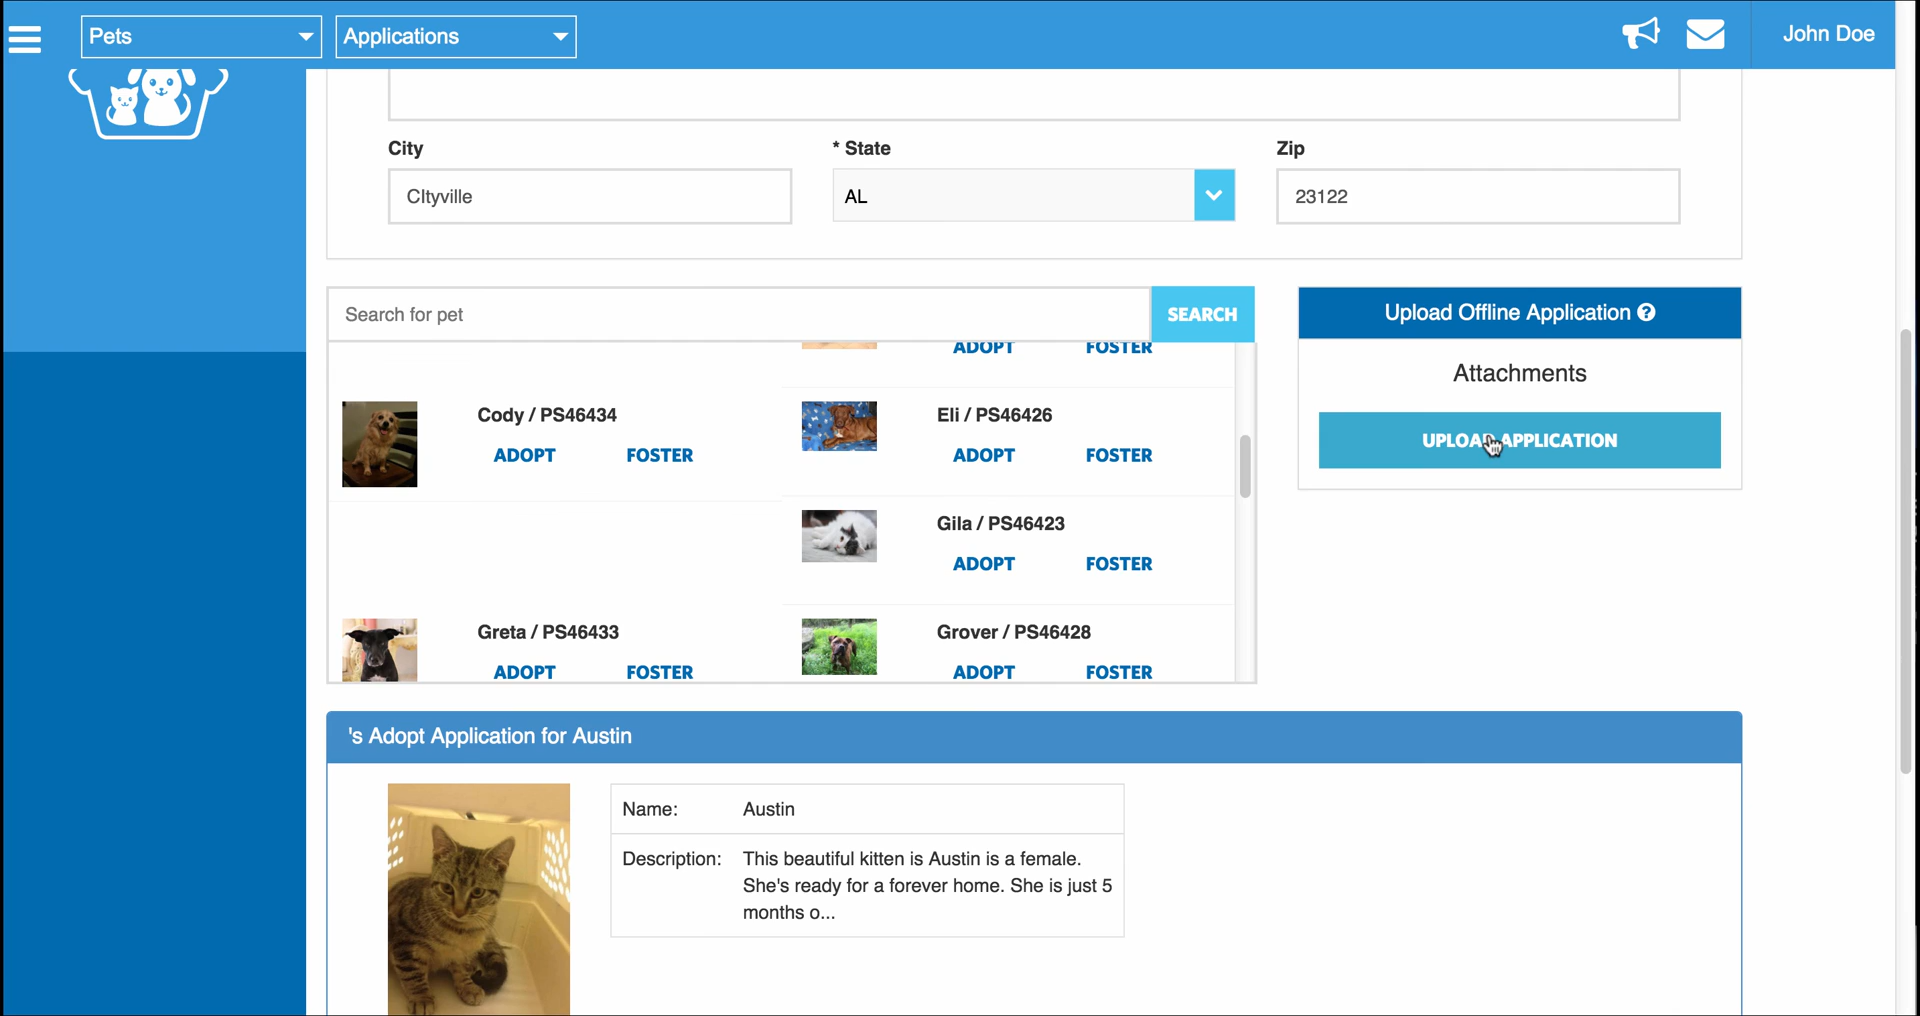 Pets
Applications
John Doe
City
* State
Zip
CItyville
AL
23122
Search for pet
SEARCH
Upload Offline Application ?
Attachments
UPLOAD APPLICATION
ADOPT FOSTER
Cody / PS46434
ADOPT FOSTER
Eli / PS46426
ADOPT FOSTER
Gila / PS46423
ADOPT FOSTER
Greta / PS46433
ADOPT FOSTER
Grover / PS46428
ADOPT FOSTER
's Adopt Application for Austin
Name: Austin
Description: This beautiful kitten is Austin is a female.
She's ready for a forever home. She is just 5
months o...